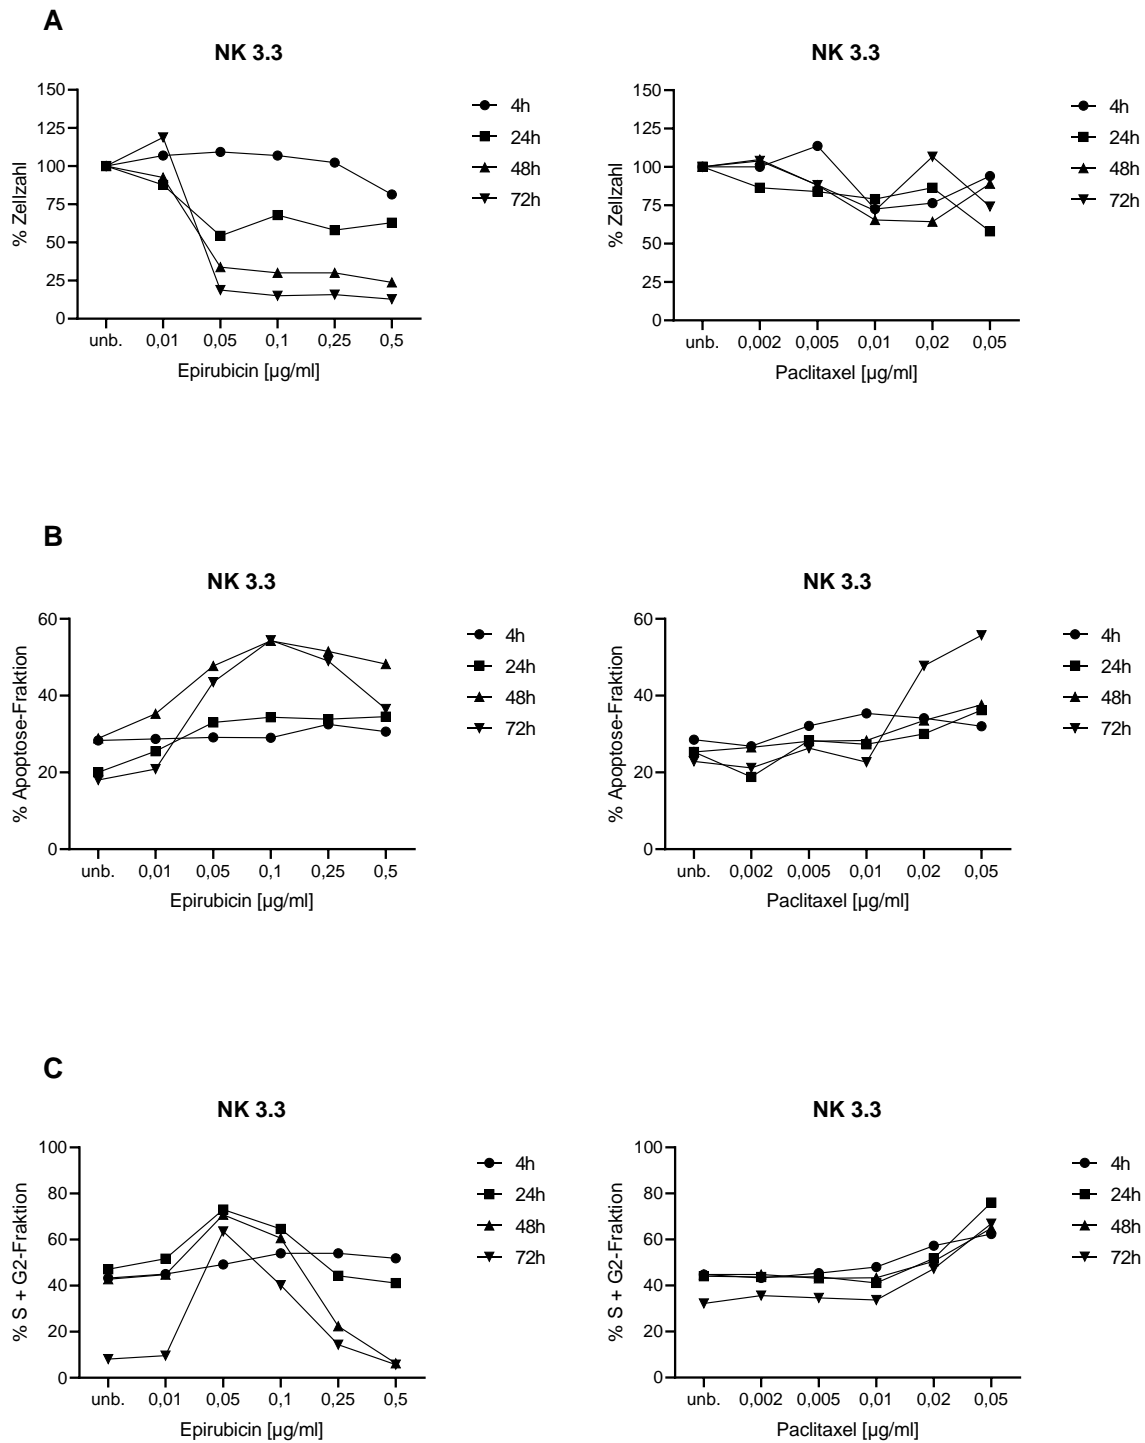 A
NK 3.3
150
125
100
75
50
25
0
% Zellzahl
unb. 0,01 0,05 0,1 0,25 0,5
Epirubicin [µg/ml]
4h
24h
48h
72h
NK 3.3
150
125
100
75
50
25
0
% Zellzahl
unb. 0,002 0,005 0,01 0,02 0,05
Paclitaxel [µg/ml]
4h
24h
48h
72h
B
NK 3.3
60
40
20
0
% Apoptose-Fraktion
unb. 0,01 0,05 0,1 0,25 0,5
Epirubicin [µg/ml]
4h
24h
48h
72h
NK 3.3
60
40
20
0
% Apoptose-Fraktion
unb. 0,002 0,005 0,01 0,02 0,05
Paclitaxel [µg/ml]
4h
24h
48h
72h
C
NK 3.3
100
80
60
40
20
0
% S + G2-Fraktion
unb. 0,01 0,05 0,1 0,25 0,5
Epirubicin [µg/ml]
4h
24h
48h
72h
NK 3.3
100
80
60
40
20
0
% S + G2-Fraktion
unb. 0,002 0,005 0,01 0,02 0,05
Paclitaxel [µg/ml]
4h
24h
48h
72h